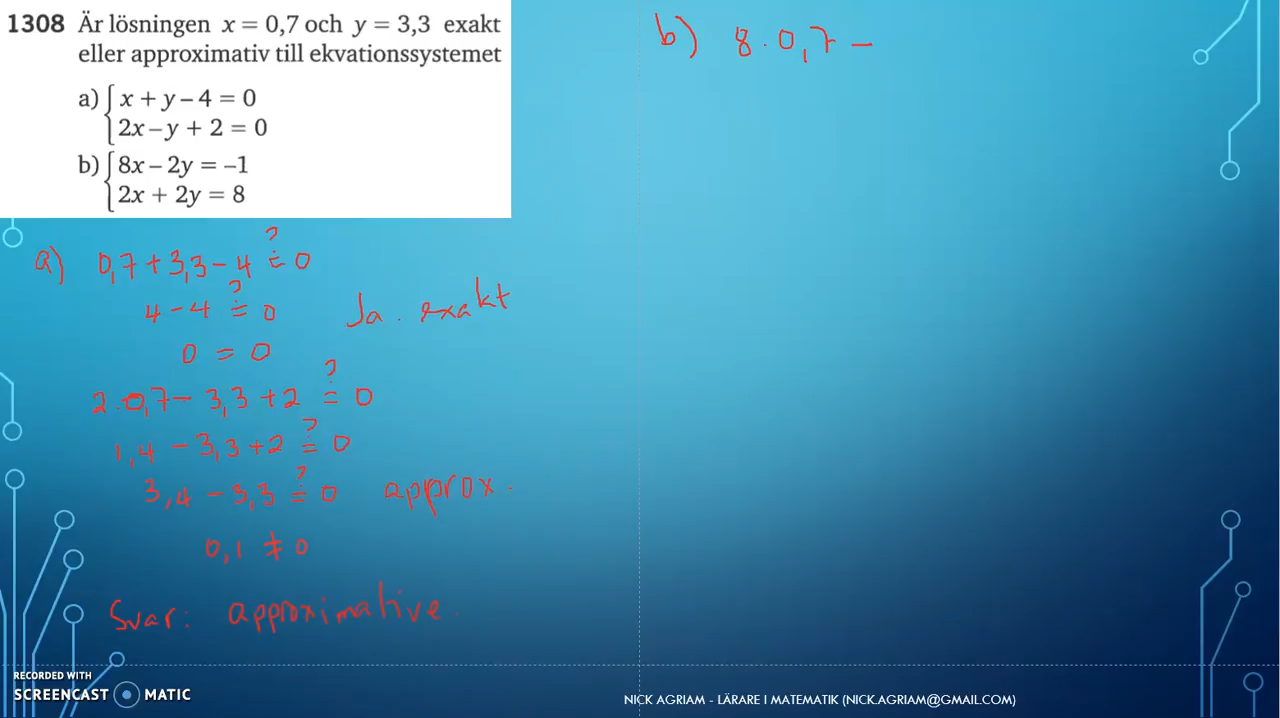 1308 Är lösningen x = 0,7 och y = 3,3 exakt
eller approximativ till ekvationssystemet
a) { x + y – 4 = 0
2x – y + 2 = 0
b) { 8x – 2y = –1
2x + 2y = 8
a) 0,7 + 3,3 – 4 ?= 0
4 – 4 ?= 0
Ja. exakt
0 = 0
2·0,7 – 3,3 + 2 ?= 0
1,4 – 3,3 + 2 ?= 0
3,4 – 3,3 ?= 0 approx.
0,1 ≠ 0
Svar: approximative.
b) 8·0,7 –
RECORDED WITH
SCREENCAST MATIC
NICK AGRIAM - LÄRARE I MATEMATIK (NICK.AGRIAM@GMAIL.COM)